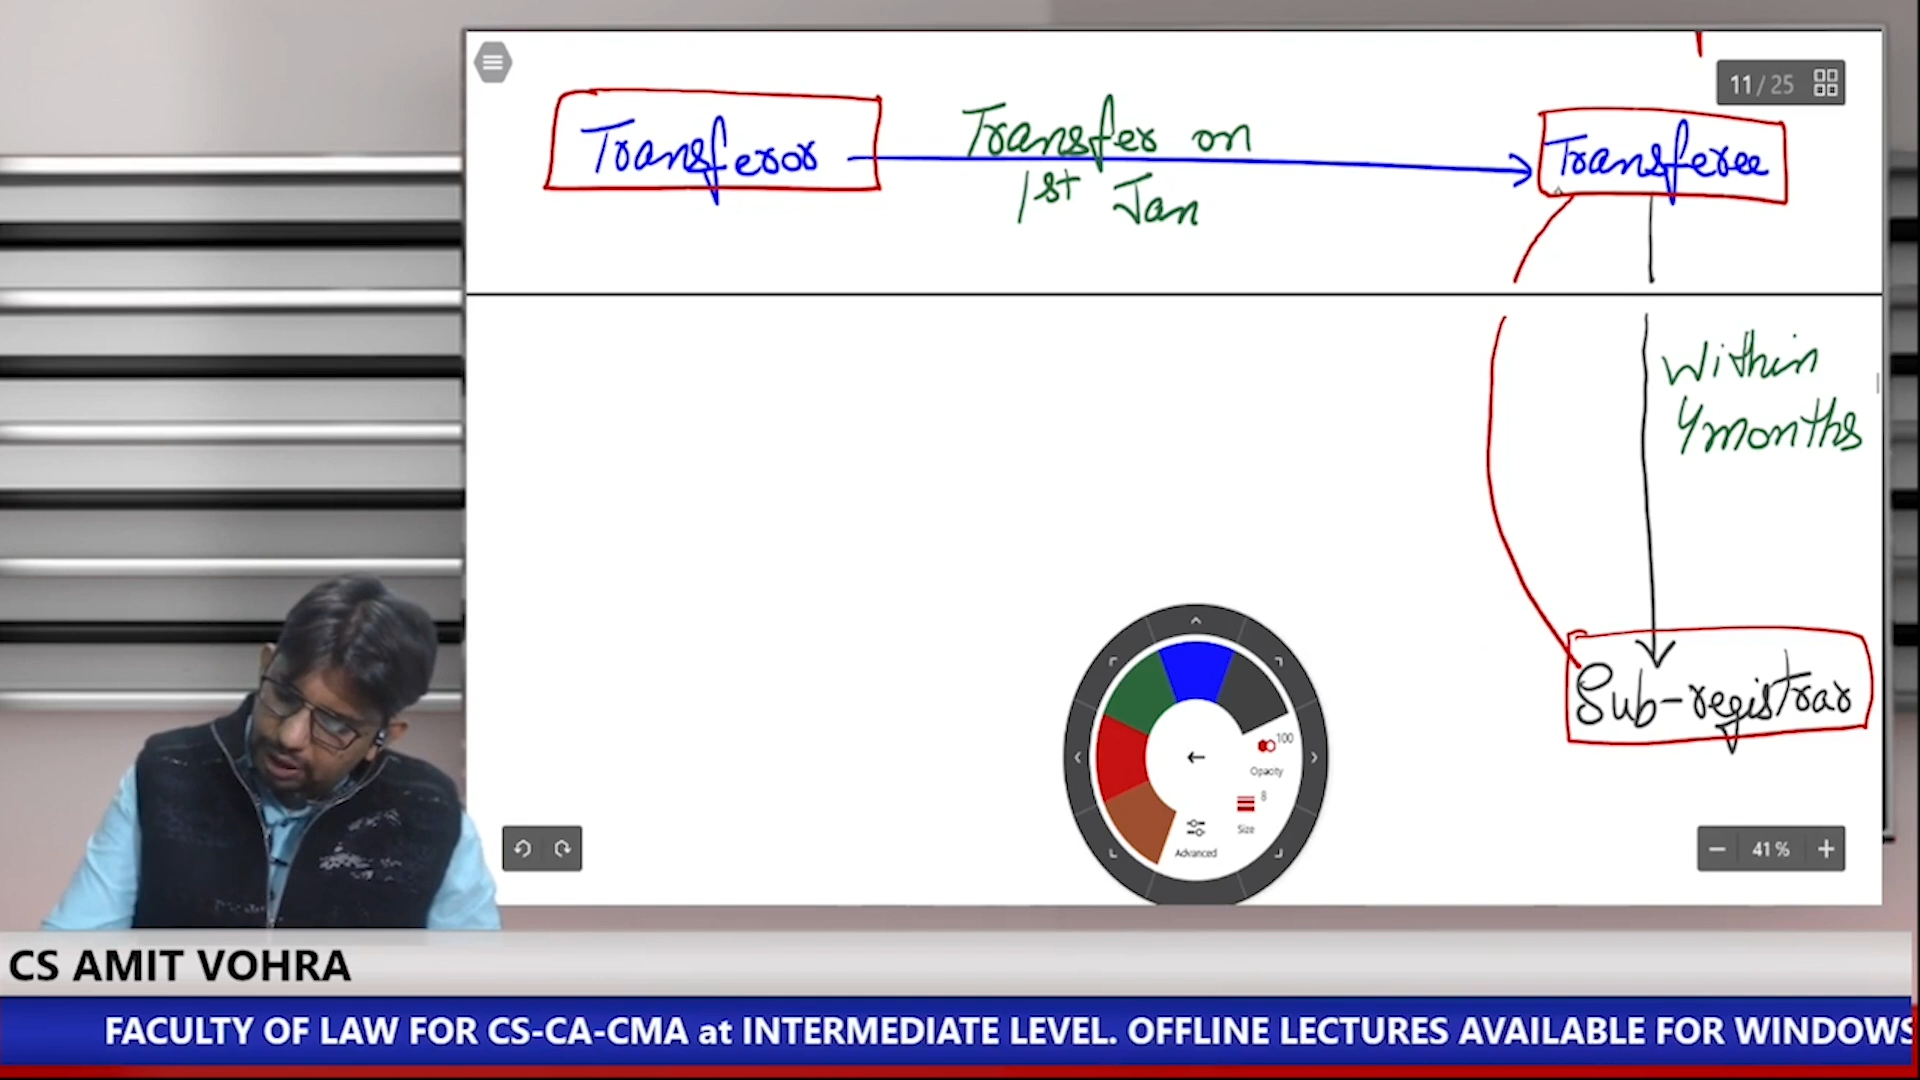 11 / 25
Transferor
Transfer on
1st Jan
Transferee
Within
4 months
Sub-registrar
100
Opacity
8
Size
Advanced
41 %
CS AMIT VOHRA
FACULTY OF LAW FOR CS-CA-CMA at INTERMEDIATE LEVEL. OFFLINE LECTURES AVAILABLE FOR WINDOWS